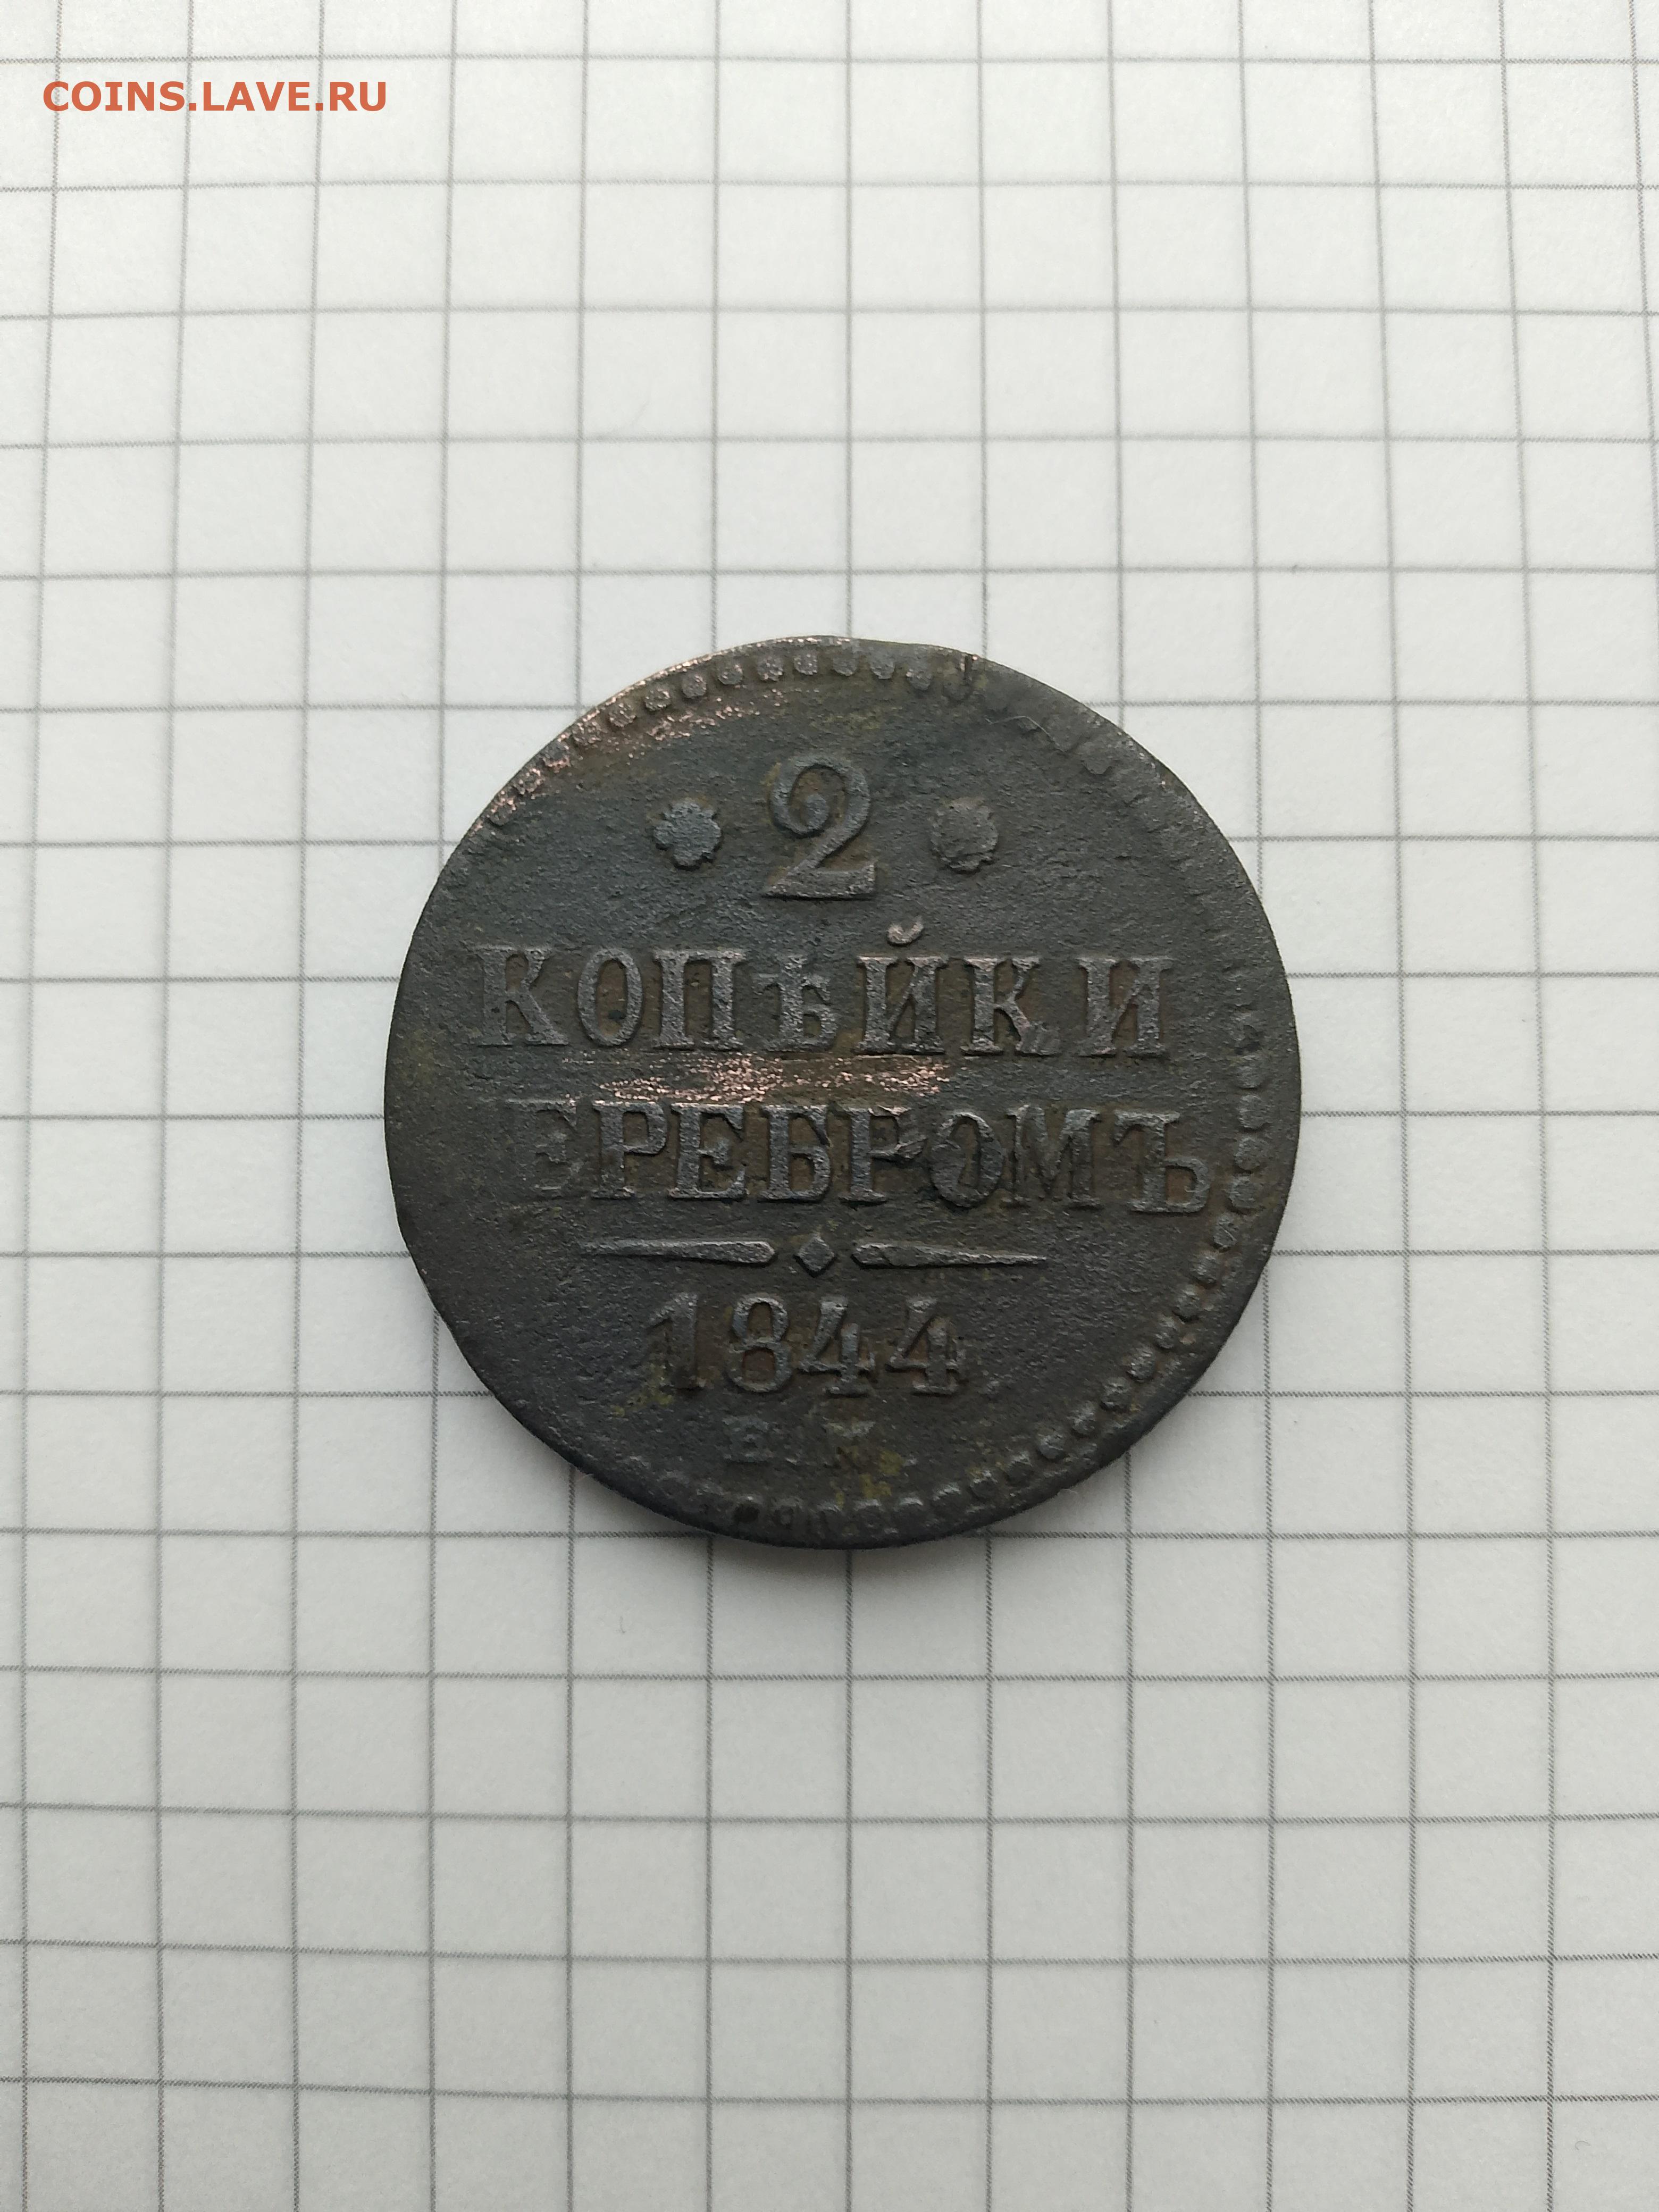 COINS.LAVE.RU
2
КОПѢЙКИ
ЕРЕБРОМЪ
1844.
Е.М.